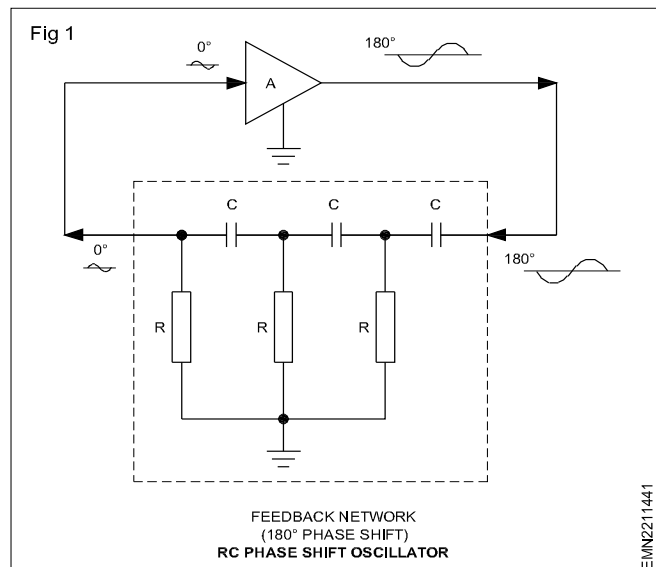 Fig 1
0°
A
180°
C
C
C
0°
180°
R
R
R
FEEDBACK NETWORK
(180° PHASE SHIFT)
RC PHASE SHIFT OSCILLATOR
EMN2211441